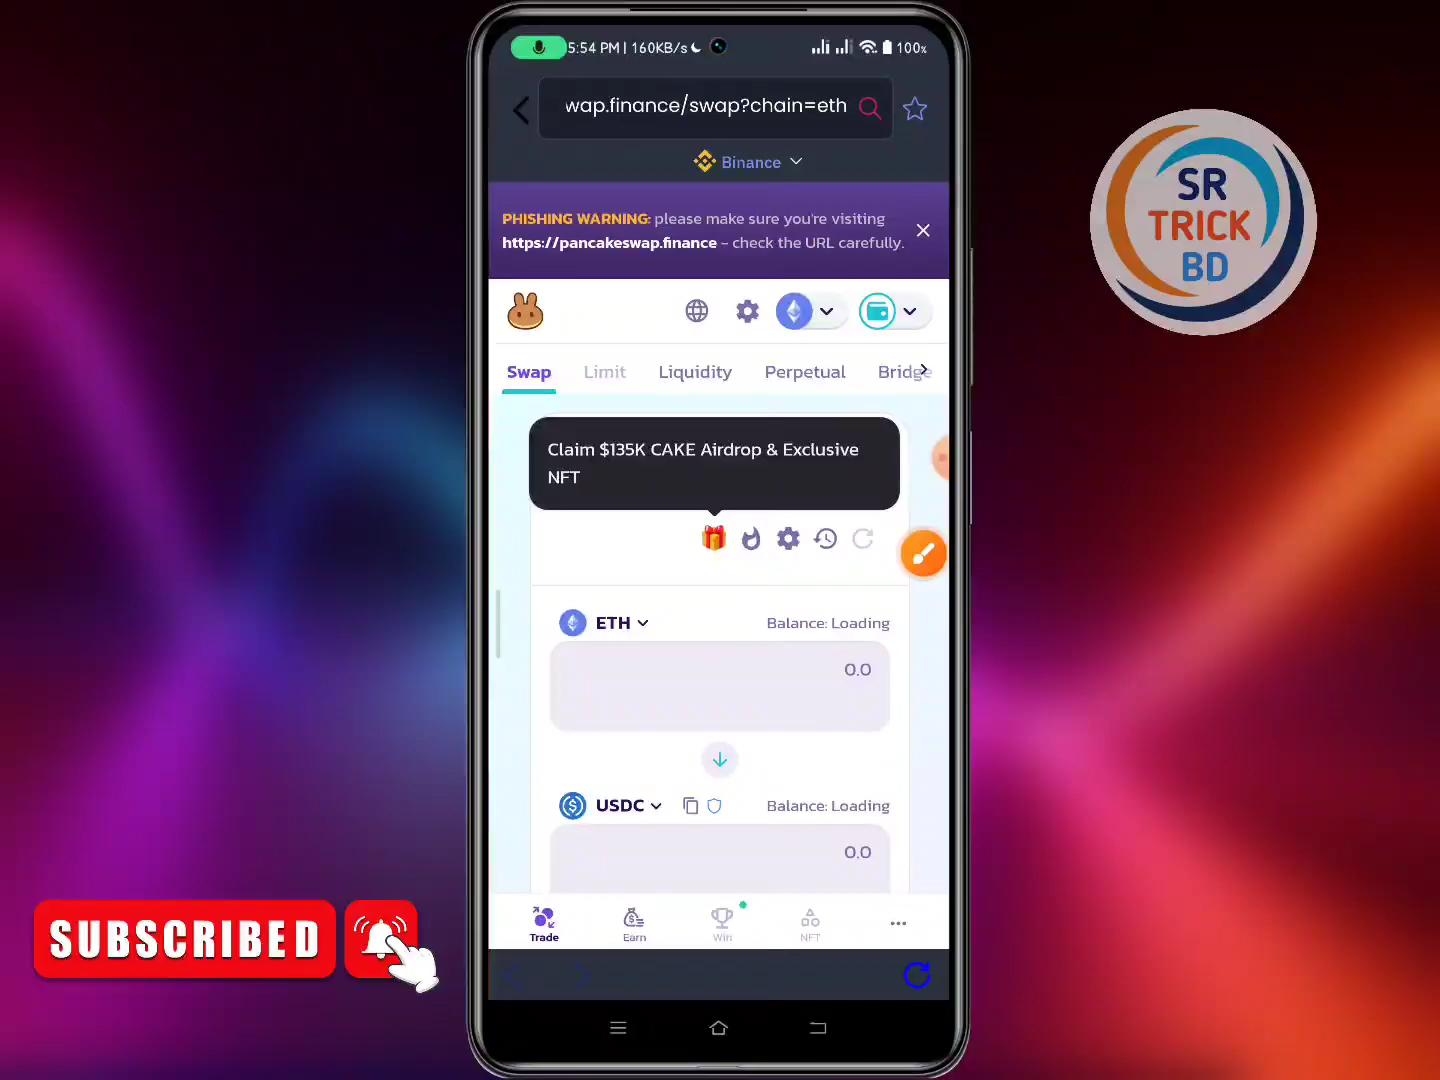 5:54 PM | 160KB/s
100%
wap.finance/swap?chain=eth
Binance
PHISHING WARNING: please make sure you're visiting
https://pancakeswap.finance - check the URL carefully.
Swap Limit Liquidity Perpetual Bridge
Claim $135K CAKE Airdrop & Exclusive
NFT
ETH Balance: Loading
0.0
USDC Balance: Loading
0.0
Trade Earn Win NFT
SR
TRICK
BD
SUBSCRIBED